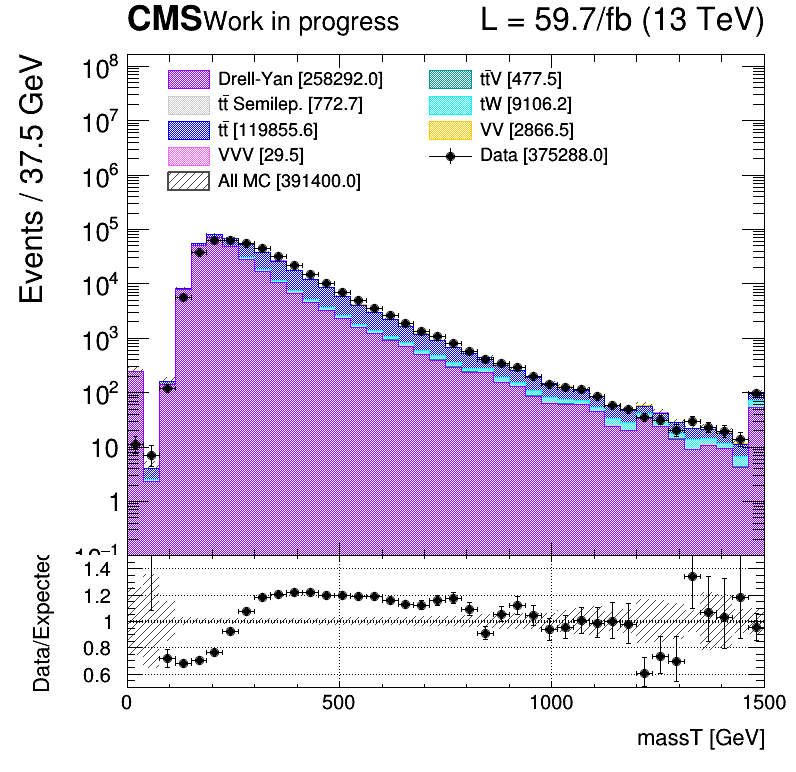 CMS Work in progress L = 59.7/fb (13 TeV)
Events / 37.5 GeV
10⁸
10⁷
10⁶
10⁵
10⁴
10³
10²
10
1
10⁻¹
Drell-Yan [258292.0]
tt̄ Semilep. [772.7]
tt̄ [119855.6]
VVV [29.5]
All MC [391400.0]
tt̄V [477.5]
tW [9106.2]
VV [2866.5]
Data [375288.0]
Data/Expected
1.4
1.2
1
0.8
0.6
0 500 1000 1500
massT [GeV]